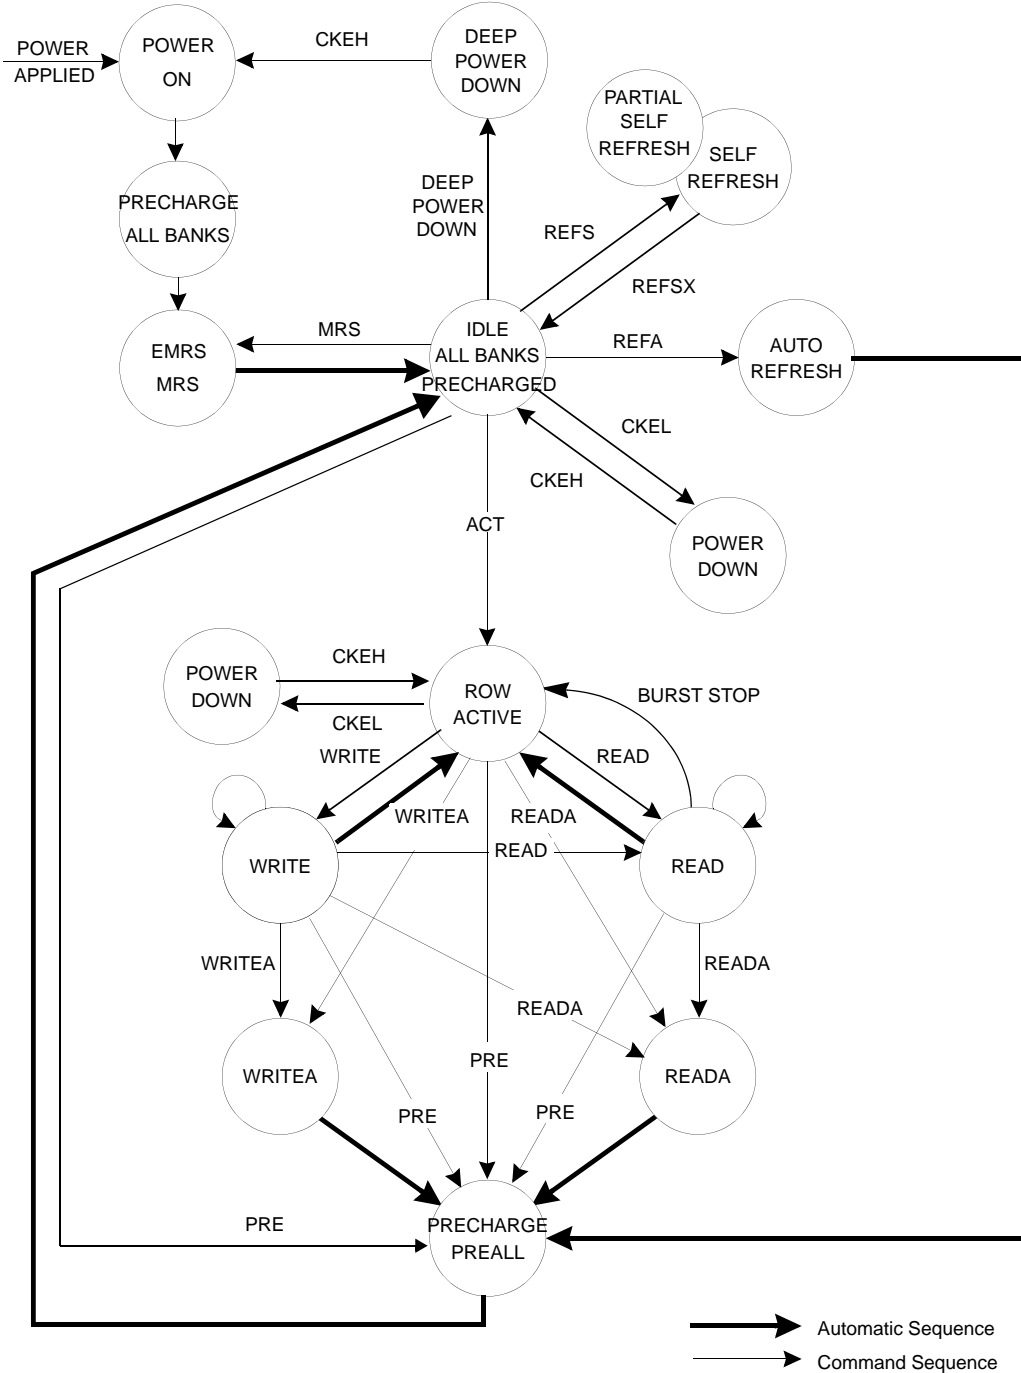 POWER
APPLIED
POWER
ON
CKEH
DEEP
POWER
DOWN
PARTIAL
SELF
REFRESH
SELF
REFRESH
PRECHARGE
ALL BANKS
DEEP
POWER
DOWN
REFS
REFSX
EMRS
MRS
MRS
IDLE
ALL BANKS
PRECHARGED
REFA
AUTO
REFRESH
CKEL
CKEH
ACT
POWER
DOWN
POWER
DOWN
CKEH
CKEL
ROW
ACTIVE
BURST STOP
WRITE
READ
WRITEA
READA
WRITE
READ
READ
WRITEA
READA
READA
WRITEA
PRE
READA
PRE
PRE
PRE
PRECHARGE
PREALL
Automatic Sequence
Command Sequence